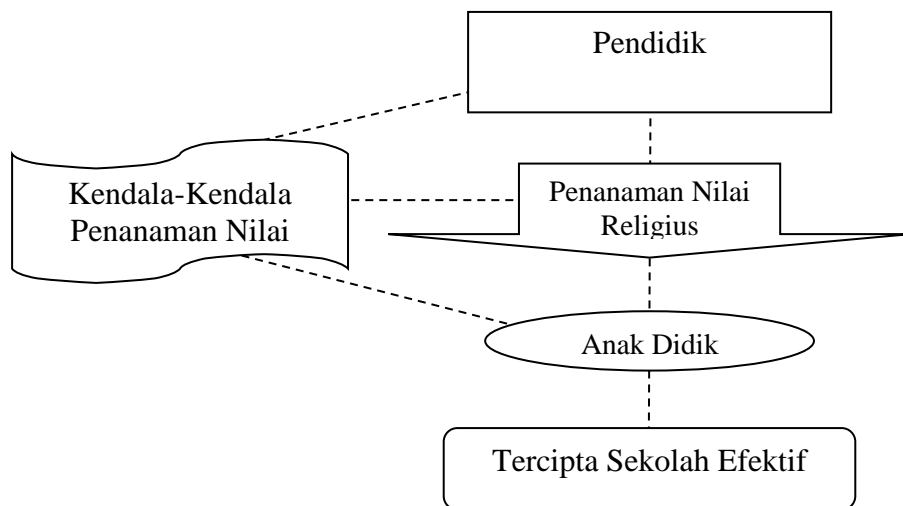 Pendidik
Kendala-Kendala
Penanaman Nilai
Penanaman Nilai
Religius
Anak Didik
Tercipta Sekolah Efektif